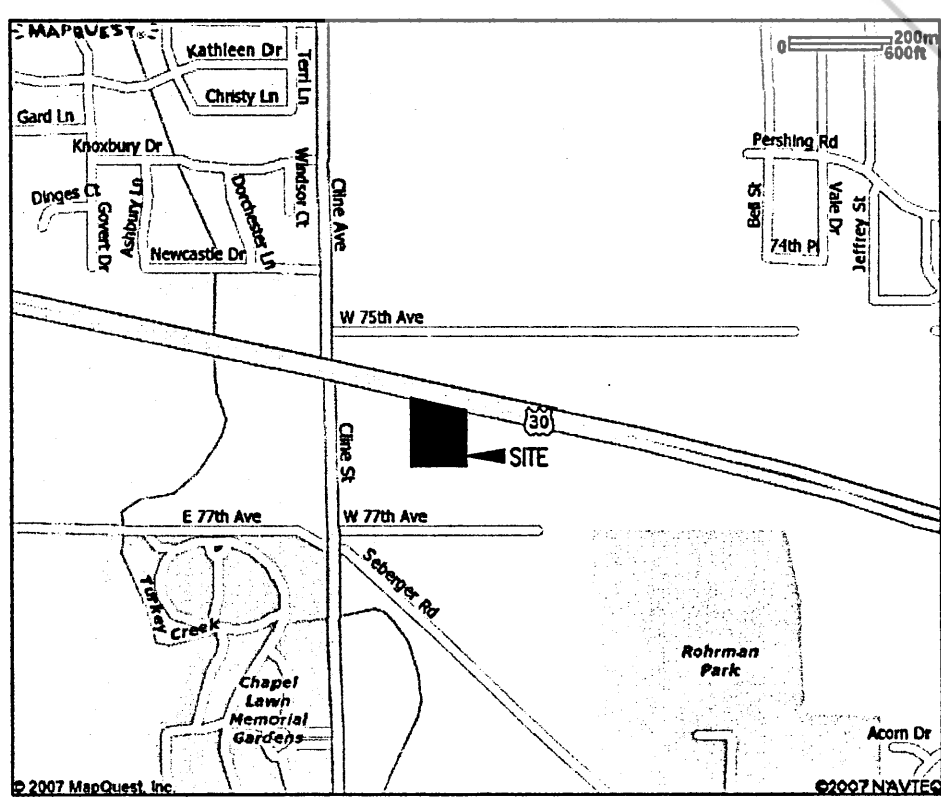 MAPQUEST
®
Kathleen Dr
Terri Ln
0
200m
600ft
Christy Ln
Gard Ln
Knoxbury Dr
Windsor Ct
Pershing Rd
Dinges Ct
Govert Dr
Ashbury Ln
Dorchester Ln
Cline Ave
Bell St
Vale Dr
Jeffrey St
Newcastle Dr
74th Pl
W 75th Ave
30
Cline St
SITE
E 77th Ave
W 77th Ave
Seberger Rd
Turkey
Creek
Rohrman
Park
Chapel
Lawn
Memorial
Gardens
Acorn Dr
© 2007 MapQuest, Inc.
©2007 NAVTEQ